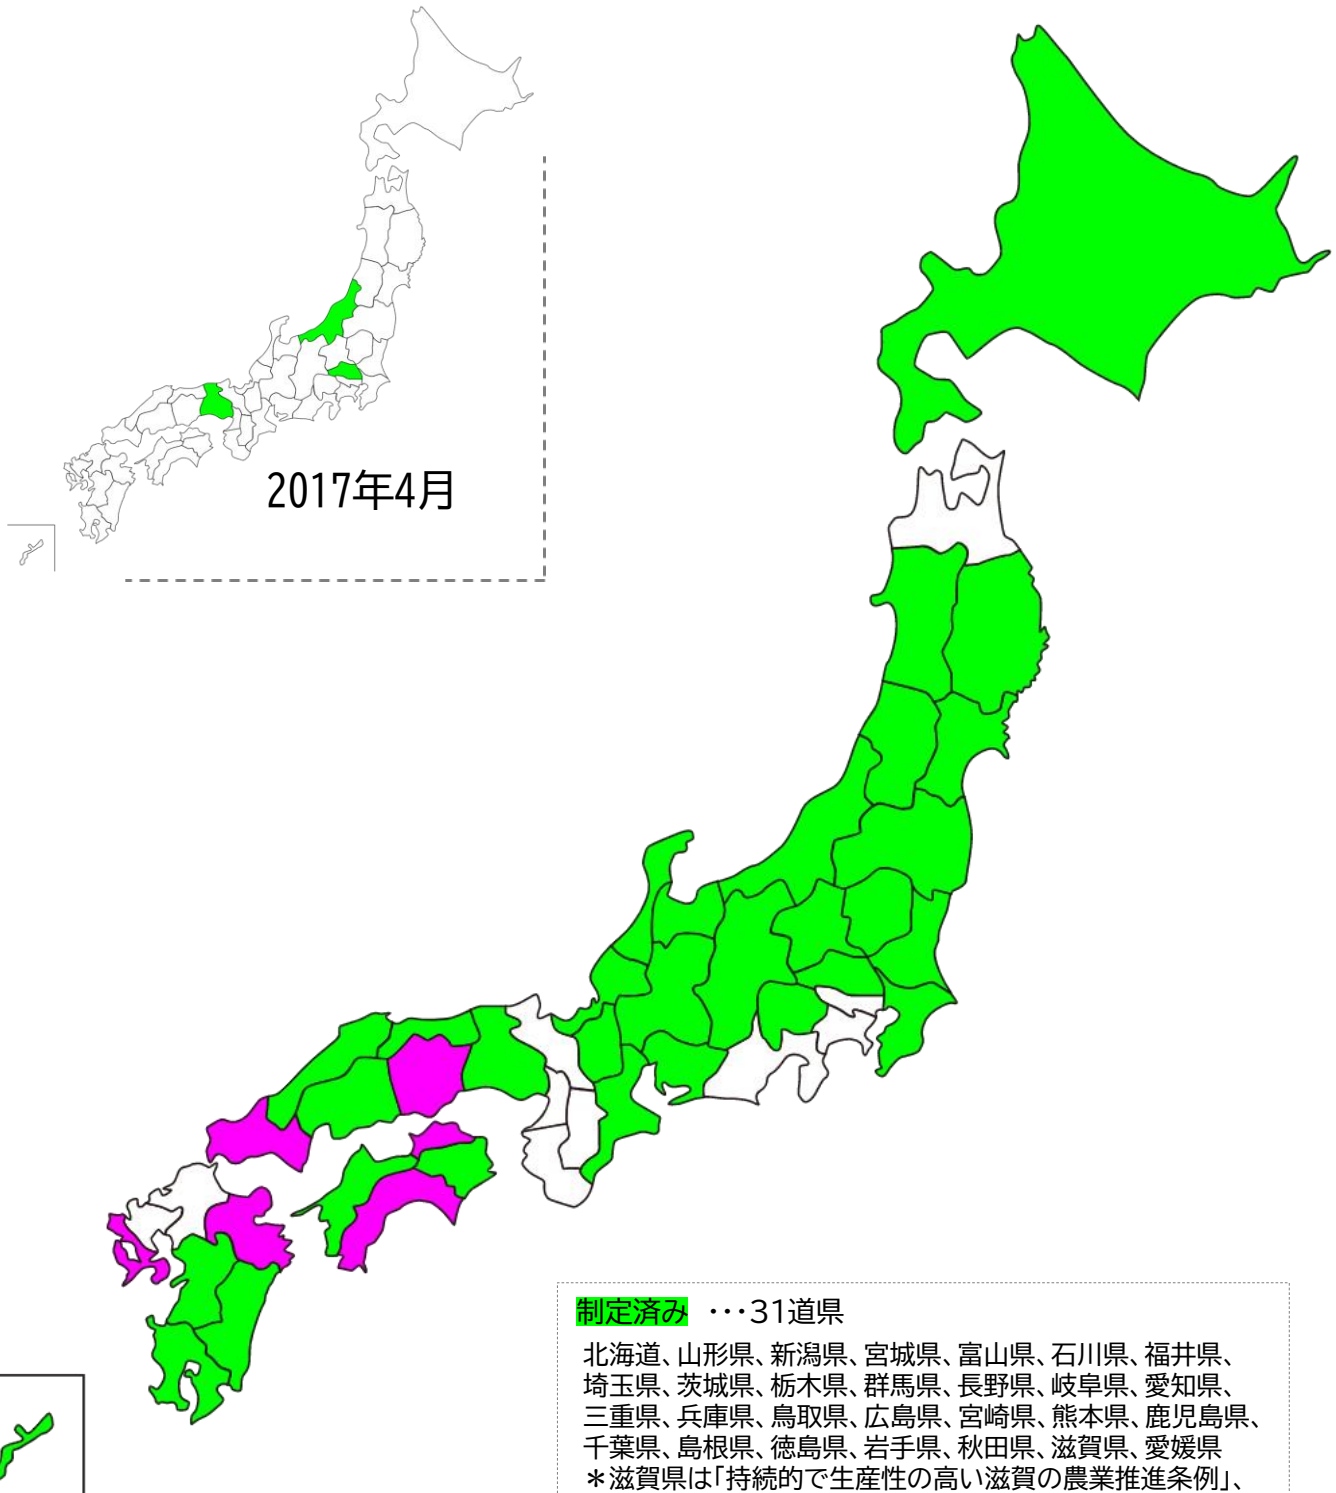 2017年4月
制定済み ・・・31道県
北海道、山形県、新潟県、宮城県、富山県、石川県、福井県、
埼玉県、茨城県、栃木県、群馬県、長野県、岐阜県、愛知県、
三重県、兵庫県、鳥取県、広島県、宮崎県、熊本県、鹿児島県、
千葉県、島根県、徳島県、岩手県、秋田県、滋賀県、愛媛県
＊滋賀県は「持続的で生産性の高い滋賀の農業推進条例」、